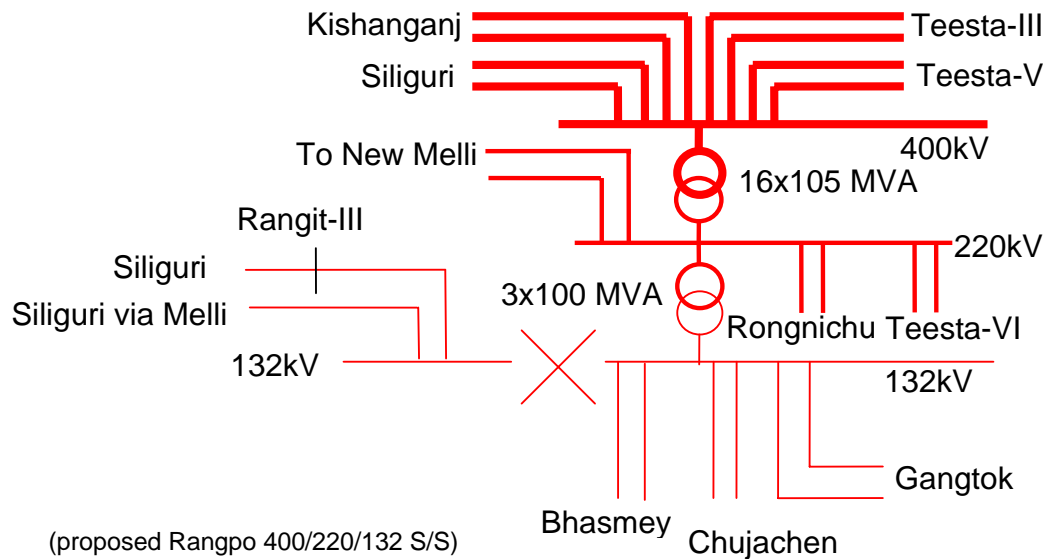 Kishanganj
Teesta-III
Siliguri
Teesta-V
400kV
To New Melli
16x105 MVA
Rangit-III
220kV
Siliguri
3x100 MVA
Siliguri via Melli
Rongnichu
Teesta-VI
132kV
132kV
Gangtok
Bhasmey
Chujachen
(proposed Rangpo 400/220/132 S/S)